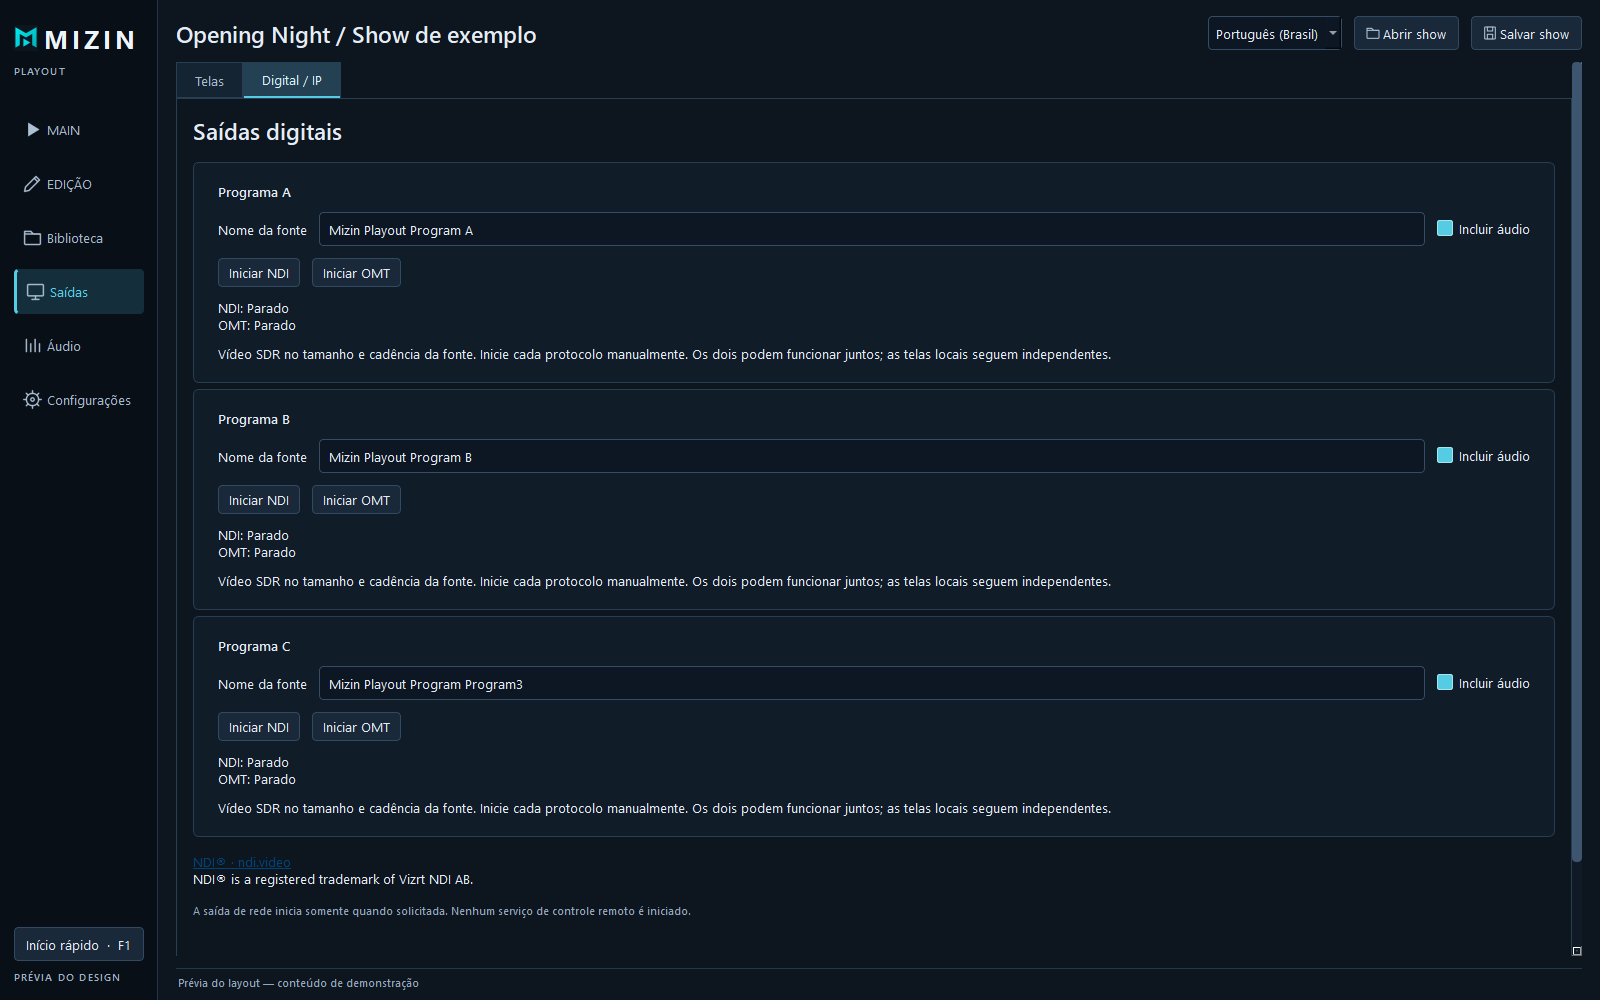 MIZIN
PLAYOUT
MAIN
EDIÇÃO
Biblioteca
Saídas
Áudio
Configurações
Início rápido · F1
PRÉVIA DO DESIGN
Opening Night / Show de exemplo
Português (Brasil)
Abrir show
Salvar show
Telas
Digital / IP
Saídas digitais
Programa A
Nome da fonte
Mizin Playout Program A
Incluir áudio
Iniciar NDI
Iniciar OMT
NDI: Parado
OMT: Parado
Vídeo SDR no tamanho e cadência da fonte. Inicie cada protocolo manualmente. Os dois podem funcionar juntos; as telas locais seguem independentes.
Programa B
Nome da fonte
Mizin Playout Program B
Incluir áudio
Iniciar NDI
Iniciar OMT
NDI: Parado
OMT: Parado
Vídeo SDR no tamanho e cadência da fonte. Inicie cada protocolo manualmente. Os dois podem funcionar juntos; as telas locais seguem independentes.
Programa C
Nome da fonte
Mizin Playout Program Program3
Incluir áudio
Iniciar NDI
Iniciar OMT
NDI: Parado
OMT: Parado
Vídeo SDR no tamanho e cadência da fonte. Inicie cada protocolo manualmente. Os dois podem funcionar juntos; as telas locais seguem independentes.
NDI® · ndi.video
NDI® is a registered trademark of Vizrt NDI AB.
A saída de rede inicia somente quando solicitada. Nenhum serviço de controle remoto é iniciado.
Prévia do layout — conteúdo de demonstração